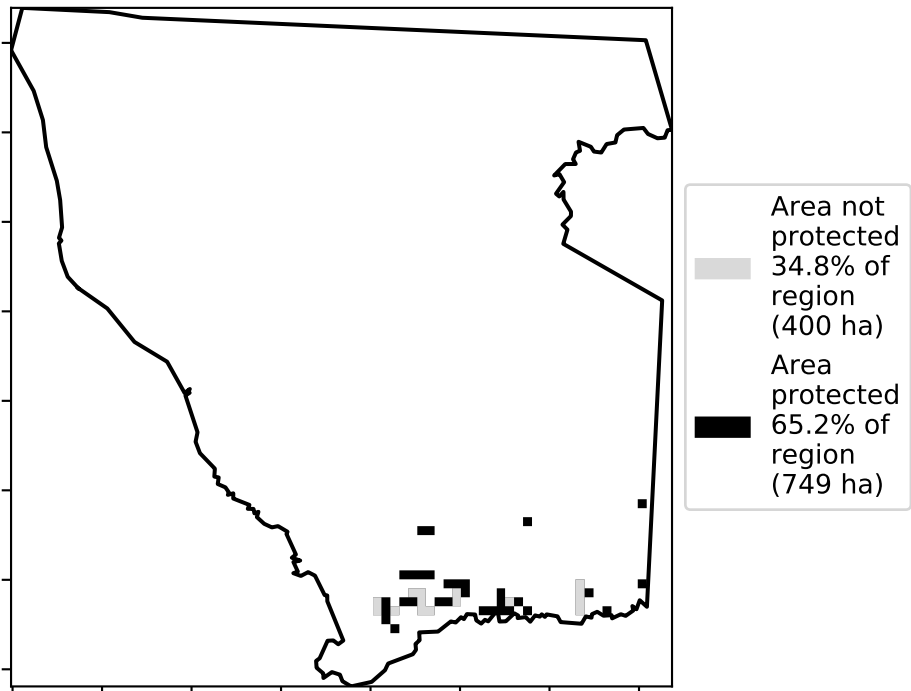 Area not
protected
34.8% of
region
(400 ha)
Area
protected
65.2% of
region
(749 ha)